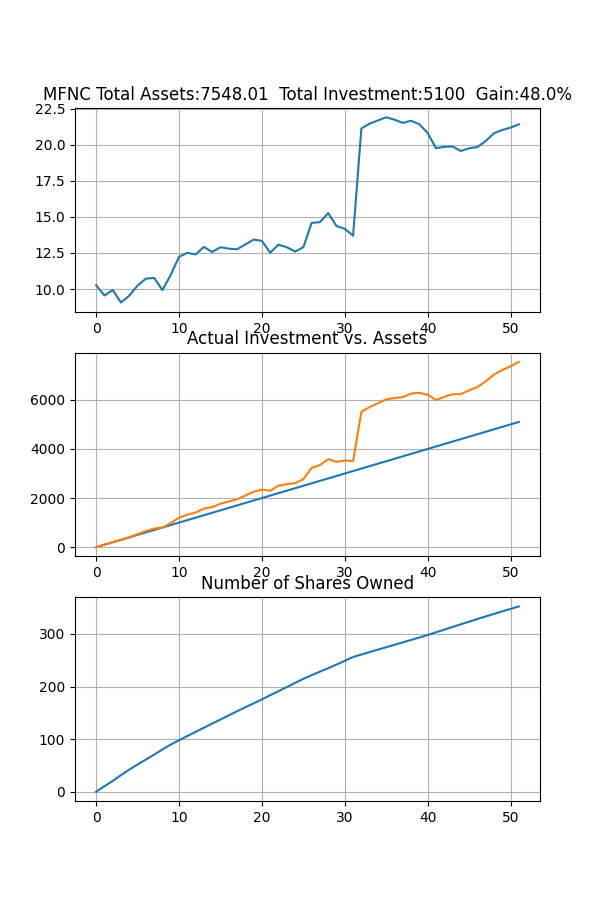 MFNC Total Assets:7548.01  Total Investment:5100  Gain:48.0%
22.5
20.0
17.5
15.0
12.5
10.0
0 10 20 30 40 50
Actual Investment vs. Assets
6000
4000
2000
0
0 10 20 30 40 50
Number of Shares Owned
300
200
100
0
0 10 20 30 40 50